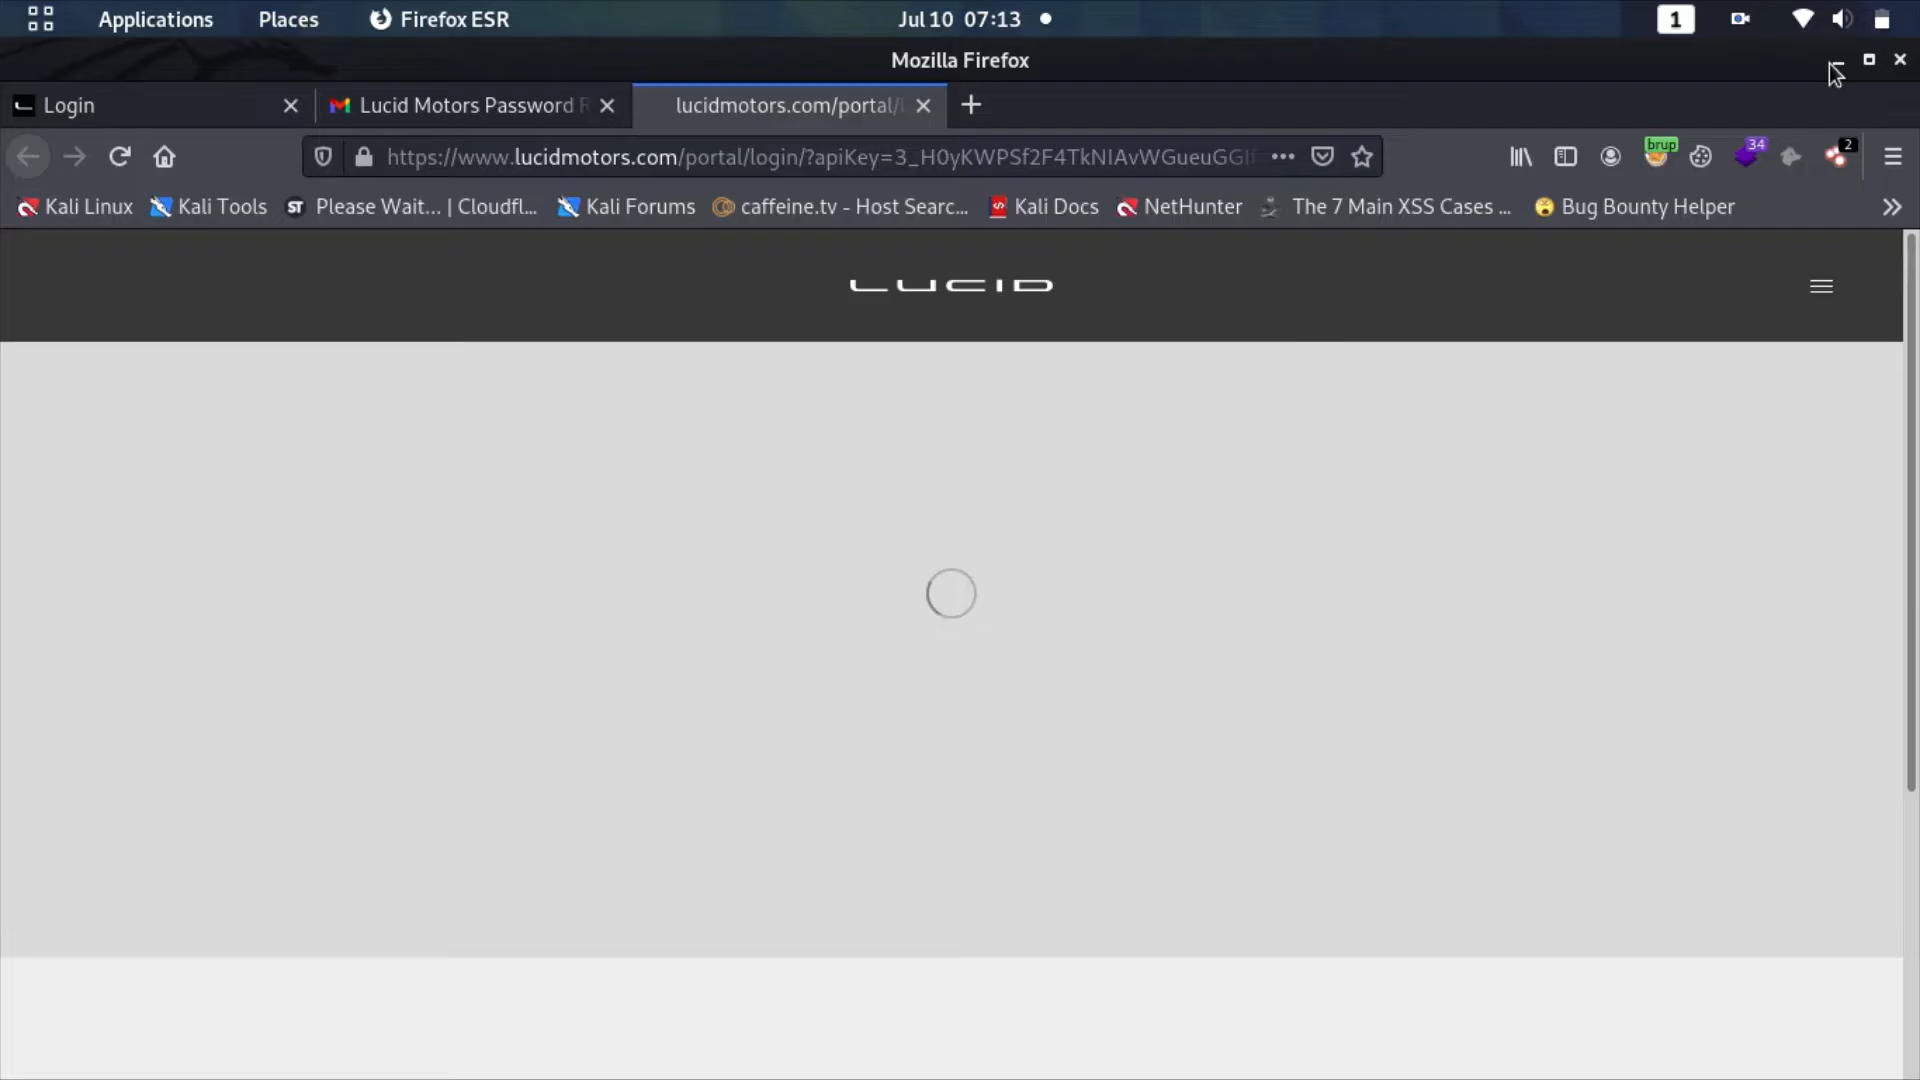 Applications Places Firefox ESR Jul 10 07:13 1
Mozilla Firefox
Login Lucid Motors Password R lucidmotors.com/portal/
https://www.lucidmotors.com/portal/login/?apiKey=3_H0yKWPSf2F4TkNIAvWGueuGGI brup 34 2
Kali Linux Kali Tools ST Please Wait... | Cloudfl... Kali Forums caffeine.tv - Host Searc... Kali Docs NetHunter The 7 Main XSS Cases ... Bug Bounty Helper
LUCID